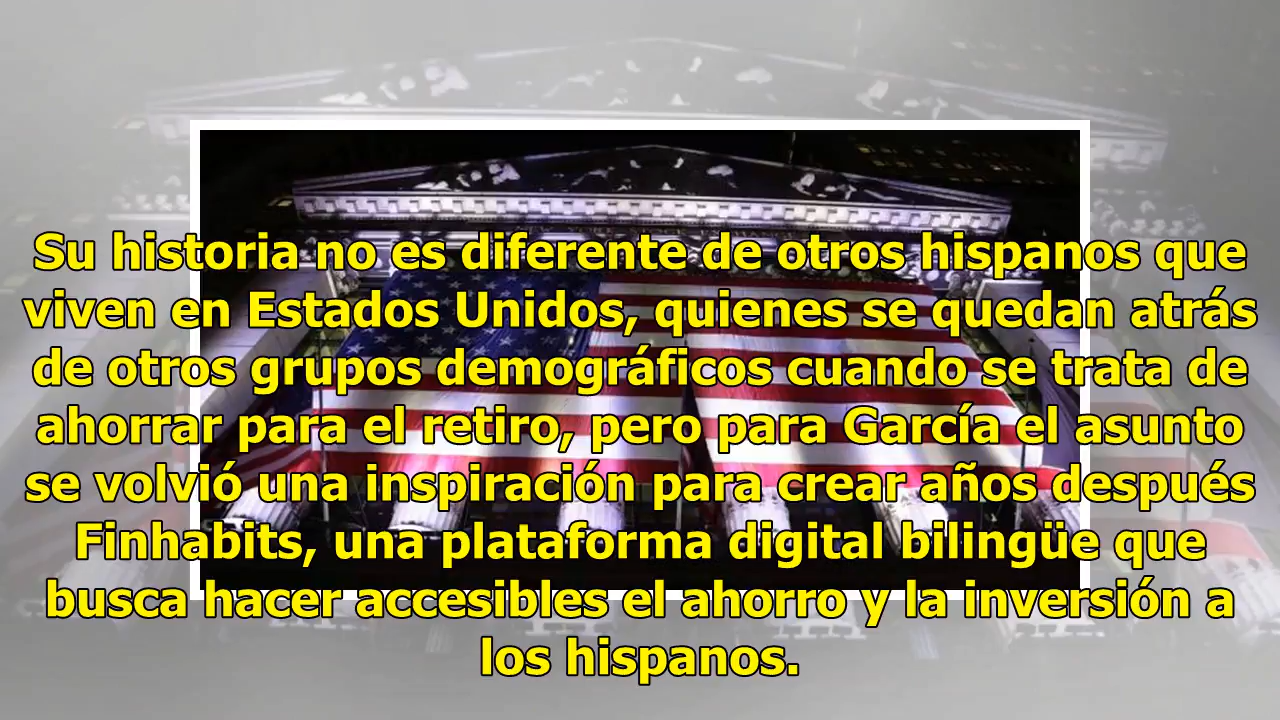 Su historia no es diferente de otros hispanos que
viven en Estados Unidos, quienes se quedan atrás
de otros grupos demográficos cuando se trata de
ahorrar para el retiro, pero para García el asunto
se volvió una inspiración para crear años después
Finhabits, una plataforma digital bilingüe que
busca hacer accesibles el ahorro y la inversión a
los hispanos.